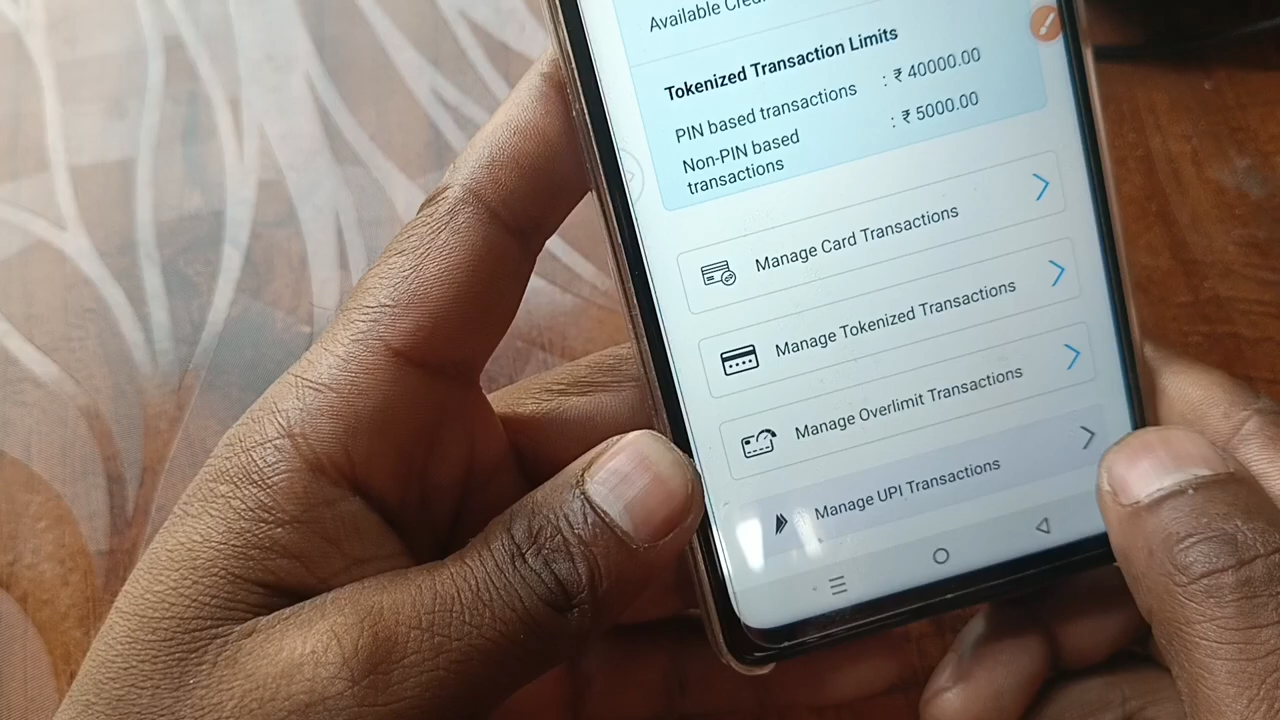 Available
Tokenized Transaction Limits
PIN based transactions : ₹ 40000.00
Non-PIN based : ₹ 5000.00
transactions
Manage Card Transactions
Manage Tokenized Transactions
Manage Overlimit Transactions
Manage UPI Transactions